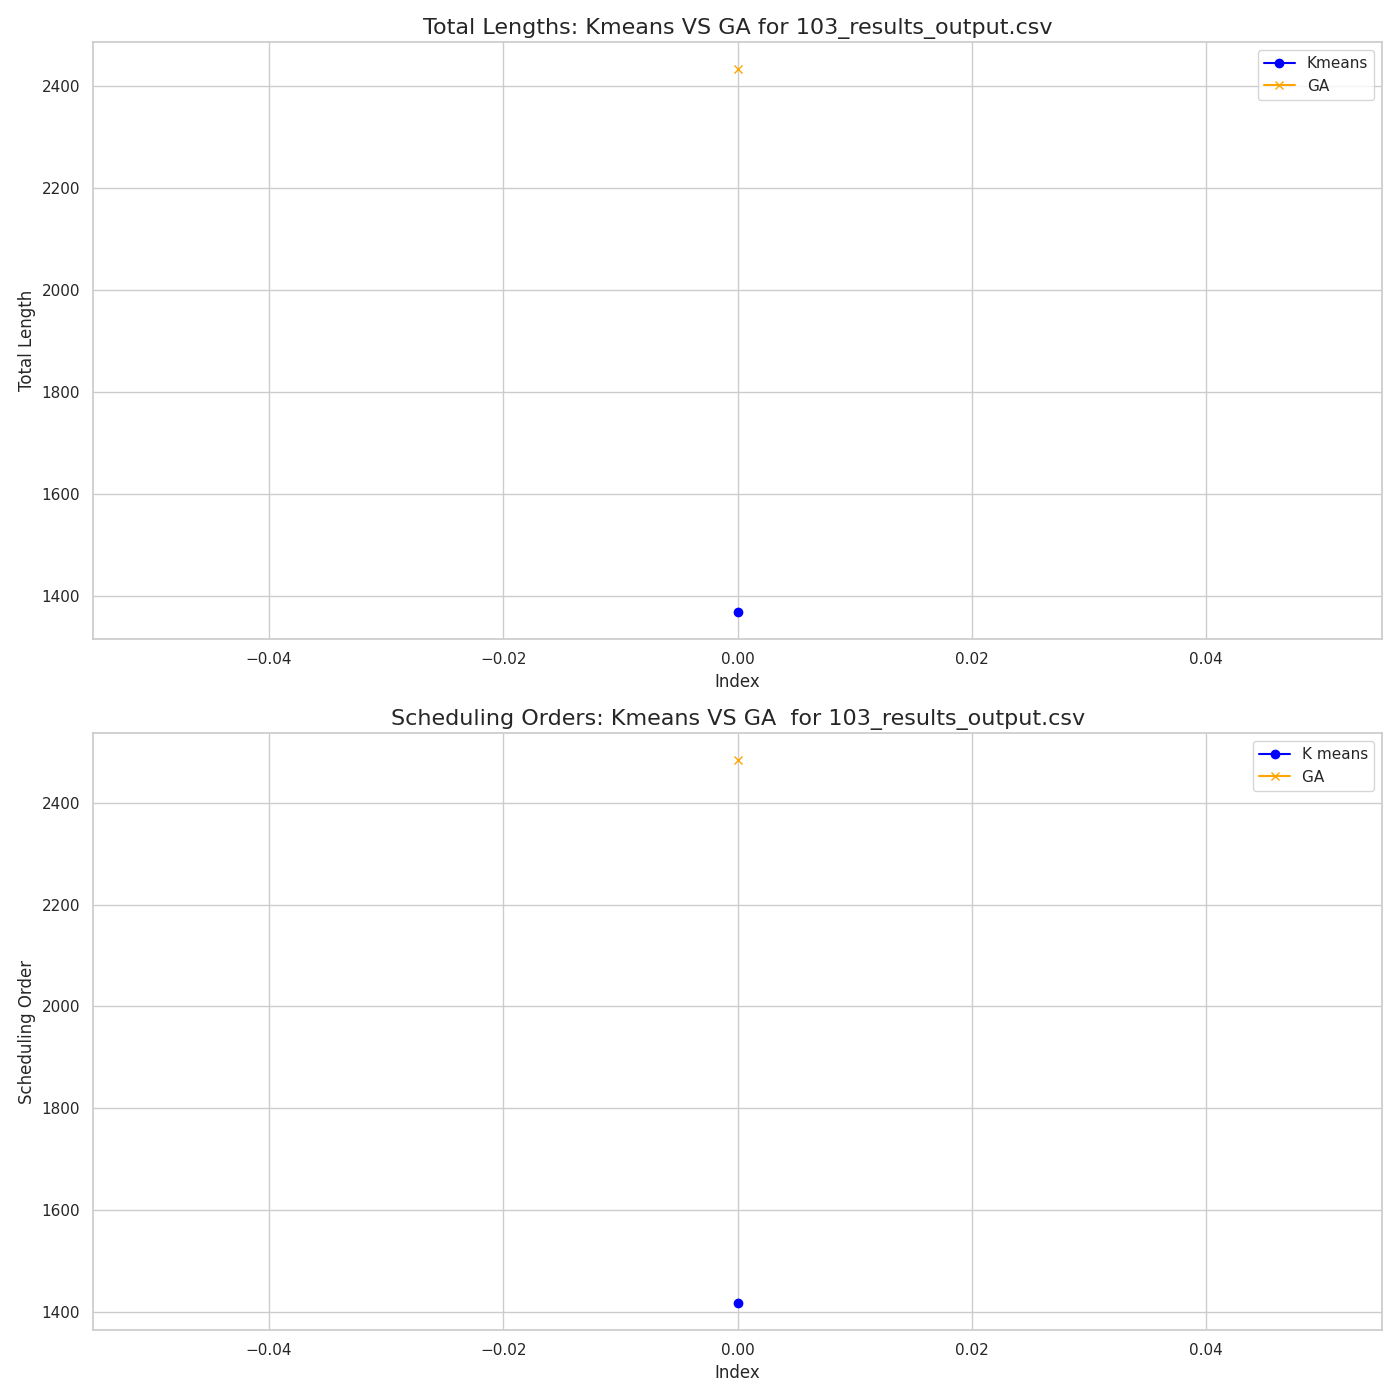 Total Lengths: Kmeans VS GA for 103_results_output.csv
Kmeans
GA
2400
2200
2000
1800
1600
1400
Total Length
−0.04 −0.02 0.00 0.02 0.04
Index
Scheduling Orders: Kmeans VS GA  for 103_results_output.csv
K means
GA
2400
2200
2000
1800
1600
1400
Scheduling Order
−0.04 −0.02 0.00 0.02 0.04
Index